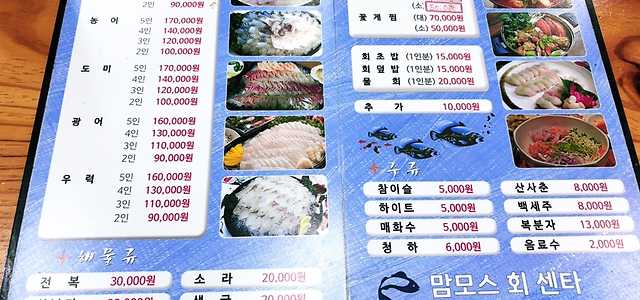 2인 90,000원
농어 5인 170,000원
4인 140,000원
3인 120,000원
2인 100,000원
도미 5인 170,000원
4인 140,000원
3인 120,000원
2인 100,000원
광어 5인 160,000원
4인 130,000원
3인 110,000원
2인 90,000원
우럭 5인 160,000원
4인 130,000원
3인 110,000원
2인 90,000원
해물류
전복 30,000원
소라 20,000원
20,000원
(소)
꽃게찜 (대) 70,000원
(소) 50,000원
회초밥 (1인분) 15,000원
회덮밥 (1인분) 15,000원
물회 (1인분) 20,000원
추가 10,000원
주류
참이슬 5,000원
하이트 5,000원
매화수 5,000원
청하 6,000원
산사춘 8,000원
백세주 8,000원
복분자 13,000원
음료수 2,000원
맘모스 회 센타